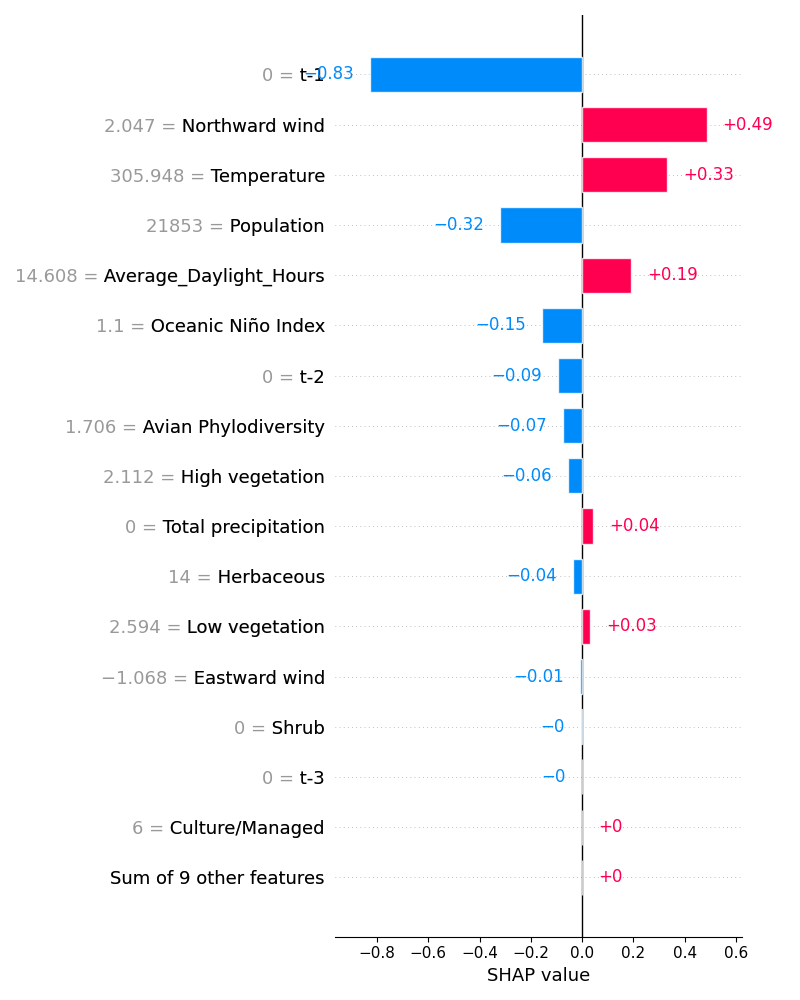 0 = t-1 −0.83
2.047 = Northward wind +0.49
305.948 = Temperature +0.33
21853 = Population −0.32
14.608 = Average_Daylight_Hours +0.19
1.1 = Oceanic Niño Index −0.15
0 = t-2 −0.09
1.706 = Avian Phylodiversity −0.07
2.112 = High vegetation −0.06
0 = Total precipitation +0.04
14 = Herbaceous −0.04
2.594 = Low vegetation +0.03
−1.068 = Eastward wind −0.01
0 = Shrub −0
0 = t-3 −0
6 = Culture/Managed +0
Sum of 9 other features +0
−0.8 −0.6 −0.4 −0.2 0.0 0.2 0.4 0.6
SHAP value